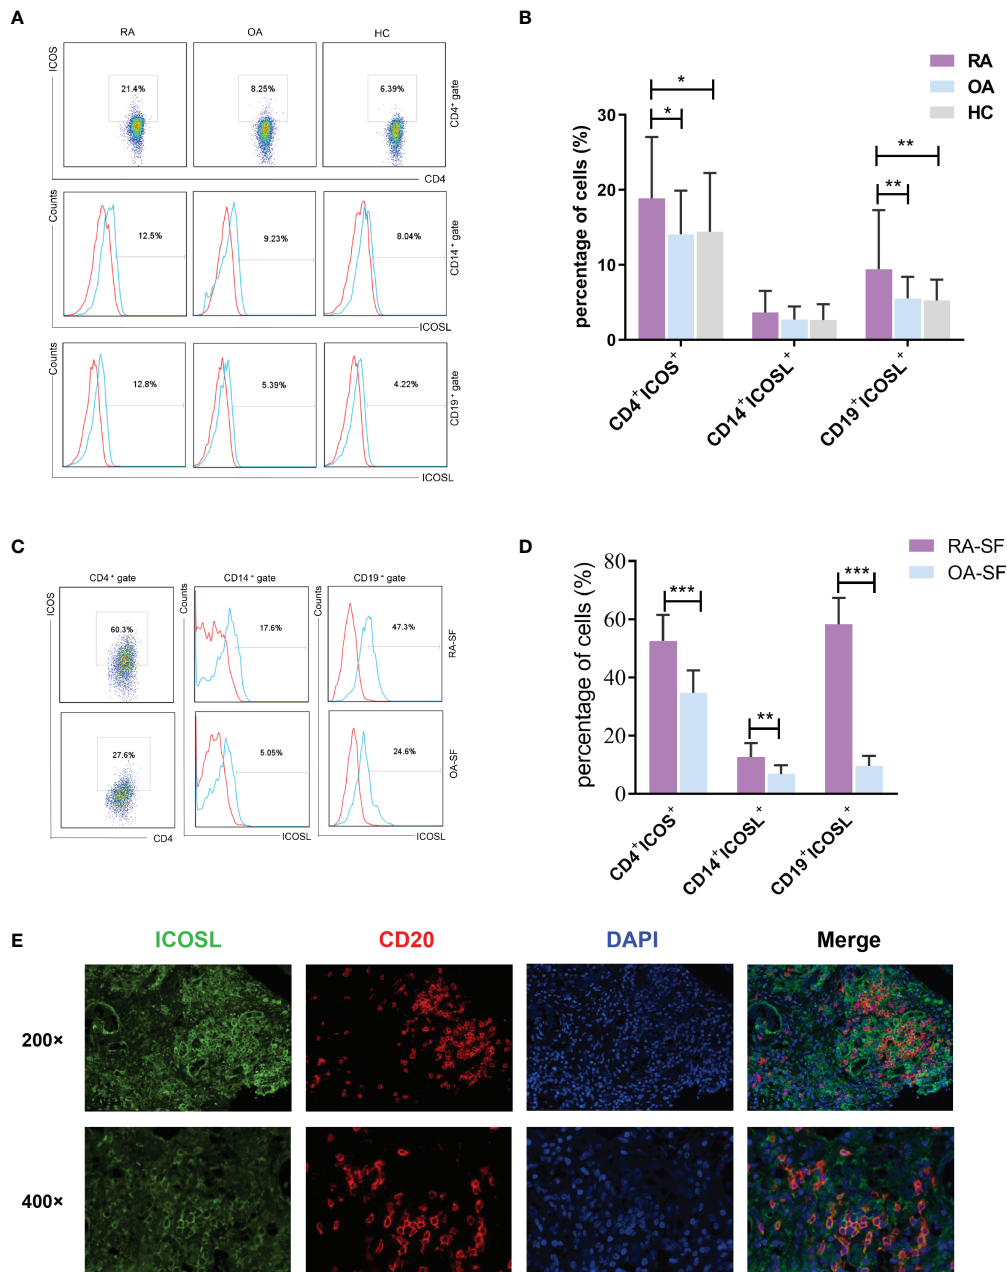 A
RA
OA
HC
ICOS
21.4%
8.25%
6.39%
CD4⁺ gate
CD4
Counts
12.5%
9.23%
8.04%
CD14⁺ gate
ICOSL
Counts
12.8%
5.39%
4.22%
CD19⁺ gate
ICOSL
B
RA
OA
HC
percentage of cells (%)
30
20
10
0
*
*
**
**
CD4⁺ICOS⁺
CD14⁺ICOSL⁺
CD19⁺ICOSL⁺
C
CD4⁺ gate
CD14⁺ gate
CD19⁺ gate
ICOS
Counts
Counts
60.3%
17.6%
47.3%
RA-SF
27.6%
5.05%
24.6%
OA-SF
CD4
ICOSL
ICOSL
D
RA-SF
OA-SF
percentage of cells (%)
80
60
40
20
0
***
**
***
CD4⁺ICOS⁺
CD14⁺ICOSL⁺
CD19⁺ICOSL⁺
E
ICOSL
CD20
DAPI
Merge
200×
400×